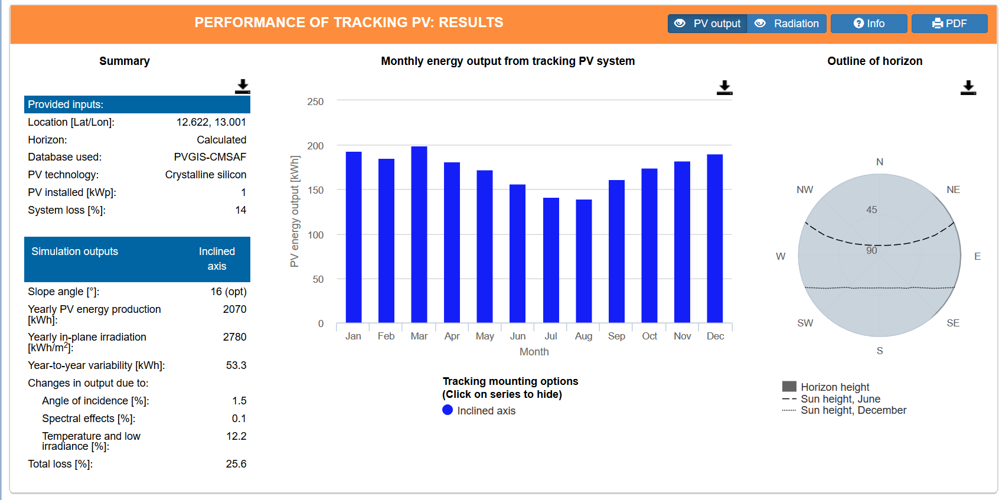 PERFORMANCE OF TRACKING PV: RESULTS
PV output
Radiation
Info
PDF
Summary
Provided inputs:
Location [Lat/Lon]: 12.622, 13.001
Horizon: Calculated
Database used: PVGIS-CMSAF
PV technology: Crystalline silicon
PV installed [kWp]: 1
System loss [%]: 14
Simulation outputs Inclined
axis
Slope angle [°]: 16 (opt)
Yearly PV energy production 2070
[kWh]:
Yearly in-plane irradiation 2780
[kWh/m²]:
Year-to-year variability [kWh]: 53.3
Changes in output due to:
Angle of incidence [%]: 1.5
Spectral effects [%]: 0.1
Temperature and low 12.2
irradiance [%]:
Total loss [%]: 25.6
Monthly energy output from tracking PV system
PV energy output [kWh]
250
200
150
100
50
0
Jan Feb Mar Apr May Jun Jul Aug Sep Oct Nov Dec
Month
Tracking mounting options
(Click on series to hide)
Inclined axis
Outline of horizon
N
NW NE
45
90
W E
SW SE
S
Horizon height
Sun height, June
Sun height, December